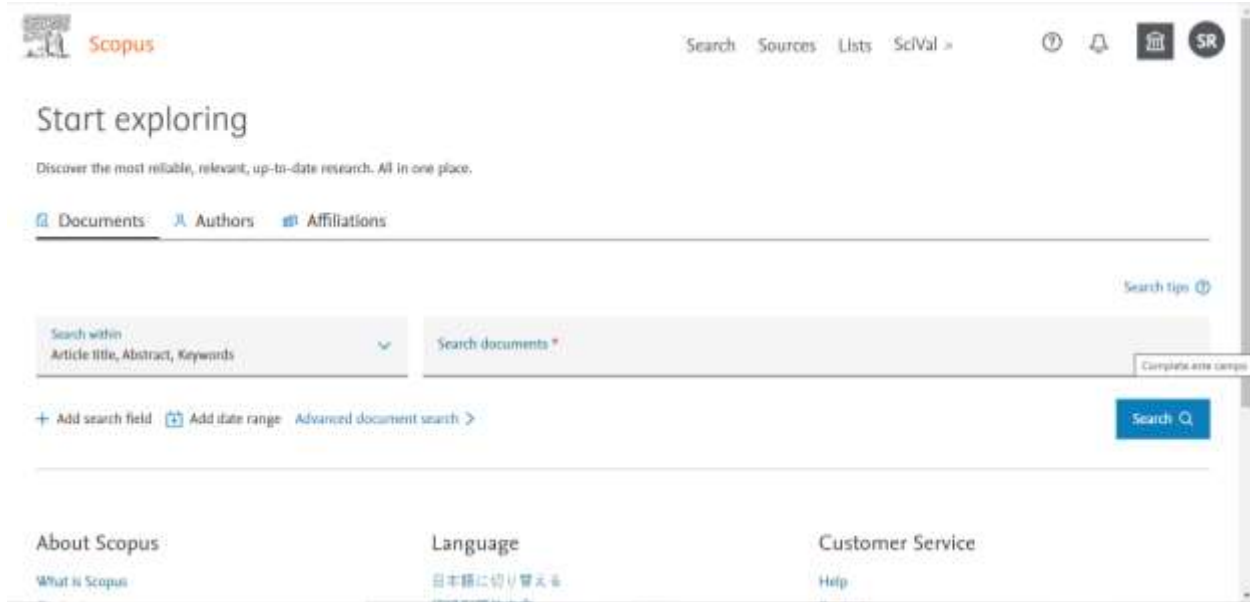 Scopus
Search Sources Lists SciVal
SR
Start exploring
Discover the most reliable, relevant, up-to-date research. All in one place.
Documents Authors Affiliations
Search tips
Search within
Article title, Abstract, Keywords
Search documents *
Complete este campo
+ Add search field Add date range Advanced document search >
Search
About Scopus Language Customer Service
What is Scopus 日本語に切り替える Help